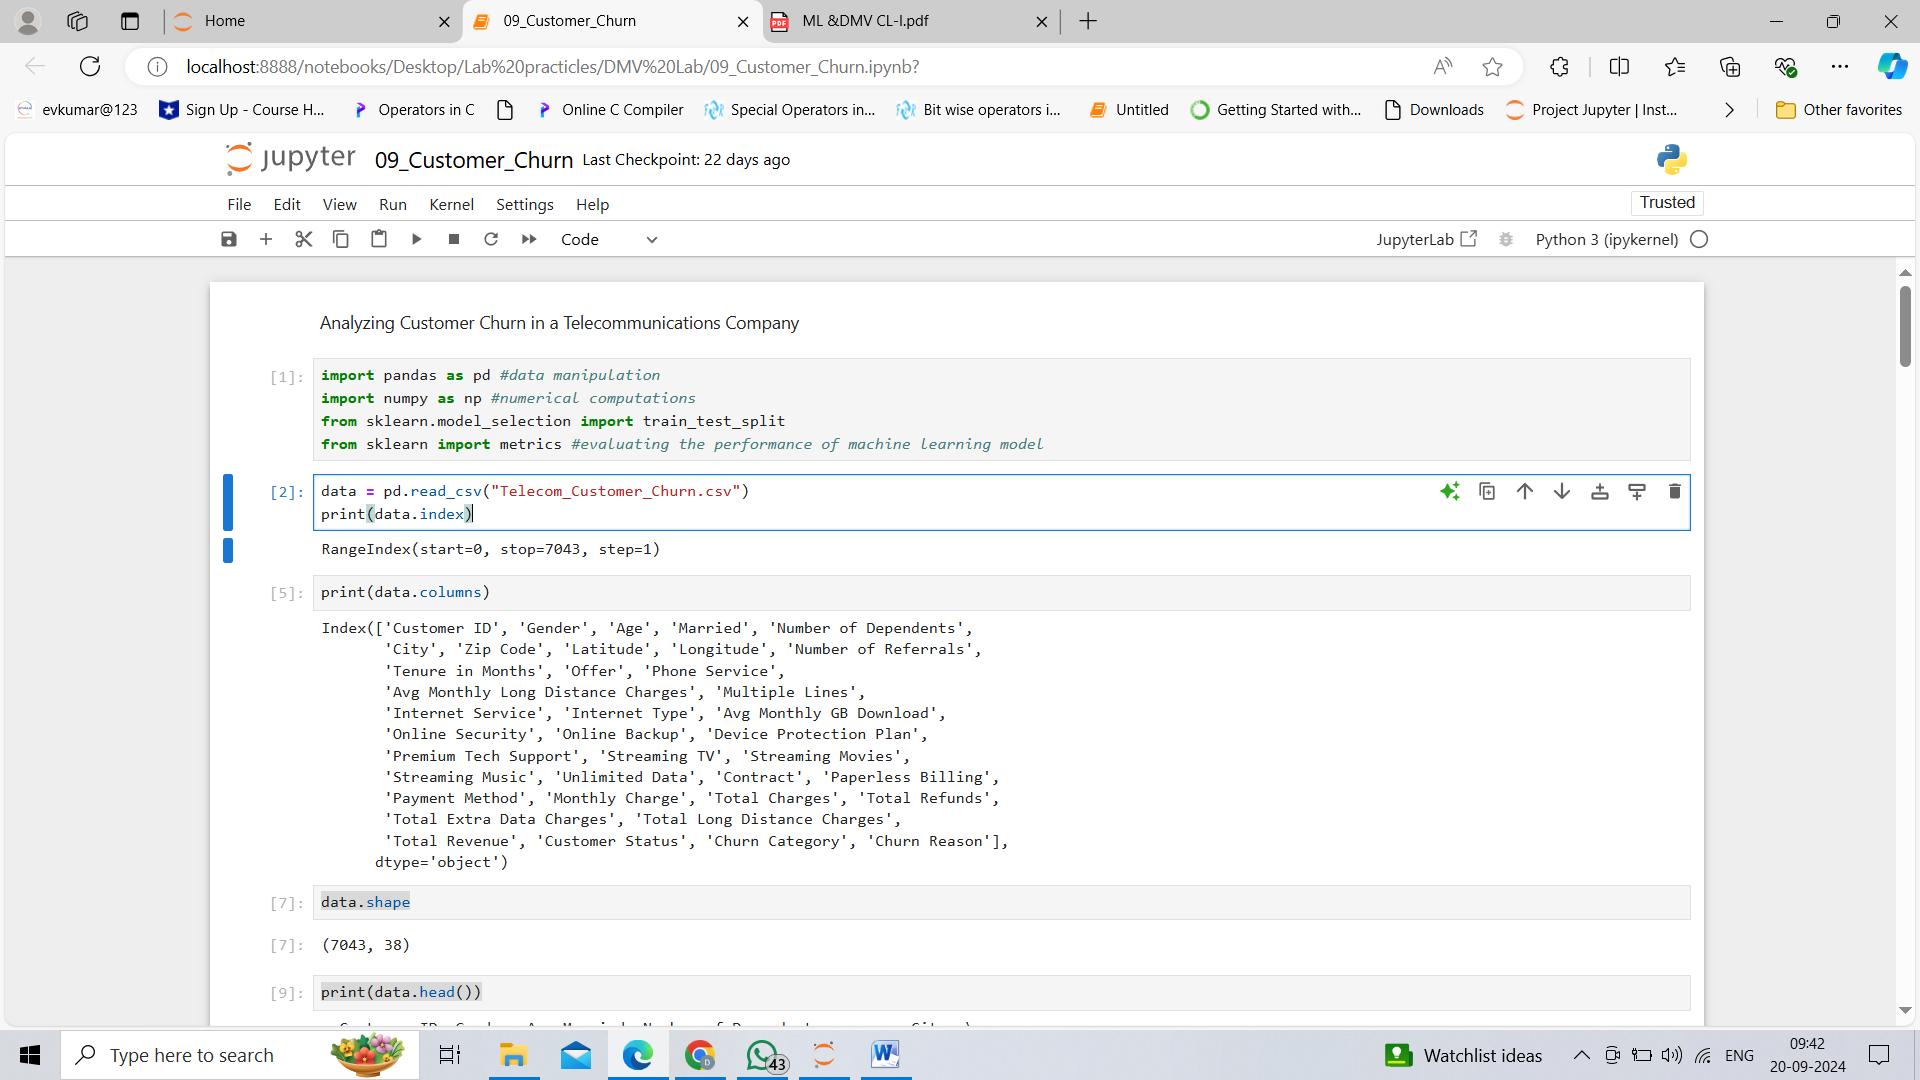 Home
09_Customer_Churn
ML &DMV CL-I.pdf
localhost:8888/notebooks/Desktop/Lab%20practicles/DMV%20Lab/09_Customer_Churn.ipynb?
evkumar@123
Sign Up - Course H...
Operators in C
Online C Compiler
Special Operators in...
Bit wise operators i...
Untitled
Getting Started with...
Downloads
Project Jupyter | Inst...
Other favorites
jupyter 09_Customer_Churn Last Checkpoint: 22 days ago
File Edit View Run Kernel Settings Help
Trusted
Code
JupyterLab
Python 3 (ipykernel)
Analyzing Customer Churn in a Telecommunications Company
[1]: import pandas as pd #data manipulation
import numpy as np #numerical computations
from sklearn.model_selection import train_test_split
from sklearn import metrics #evaluating the performance of machine learning model
[2]: data = pd.read_csv("Telecom_Customer_Churn.csv")
print(data.index)
RangeIndex(start=0, stop=7043, step=1)
[5]: print(data.columns)
Index(['Customer ID', 'Gender', 'Age', 'Married', 'Number of Dependents',
'City', 'Zip Code', 'Latitude', 'Longitude', 'Number of Referrals',
'Tenure in Months', 'Offer', 'Phone Service',
'Avg Monthly Long Distance Charges', 'Multiple Lines',
'Internet Service', 'Internet Type', 'Avg Monthly GB Download',
'Online Security', 'Online Backup', 'Device Protection Plan',
'Premium Tech Support', 'Streaming TV', 'Streaming Movies',
'Streaming Music', 'Unlimited Data', 'Contract', 'Paperless Billing',
'Payment Method', 'Monthly Charge', 'Total Charges', 'Total Refunds',
'Total Extra Data Charges', 'Total Long Distance Charges',
'Total Revenue', 'Customer Status', 'Churn Category', 'Churn Reason'],
dtype='object')
[7]: data.shape
[7]: (7043, 38)
[9]: print(data.head())
Type here to search
43
Watchlist ideas
ENG
09:42
20-09-2024